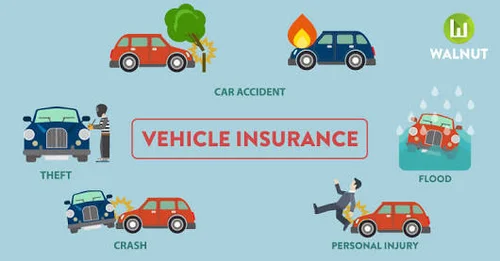 WALNUT
CAR ACCIDENT
VEHICLE INSURANCE
THEFT
FLOOD
CRASH
PERSONAL INJURY